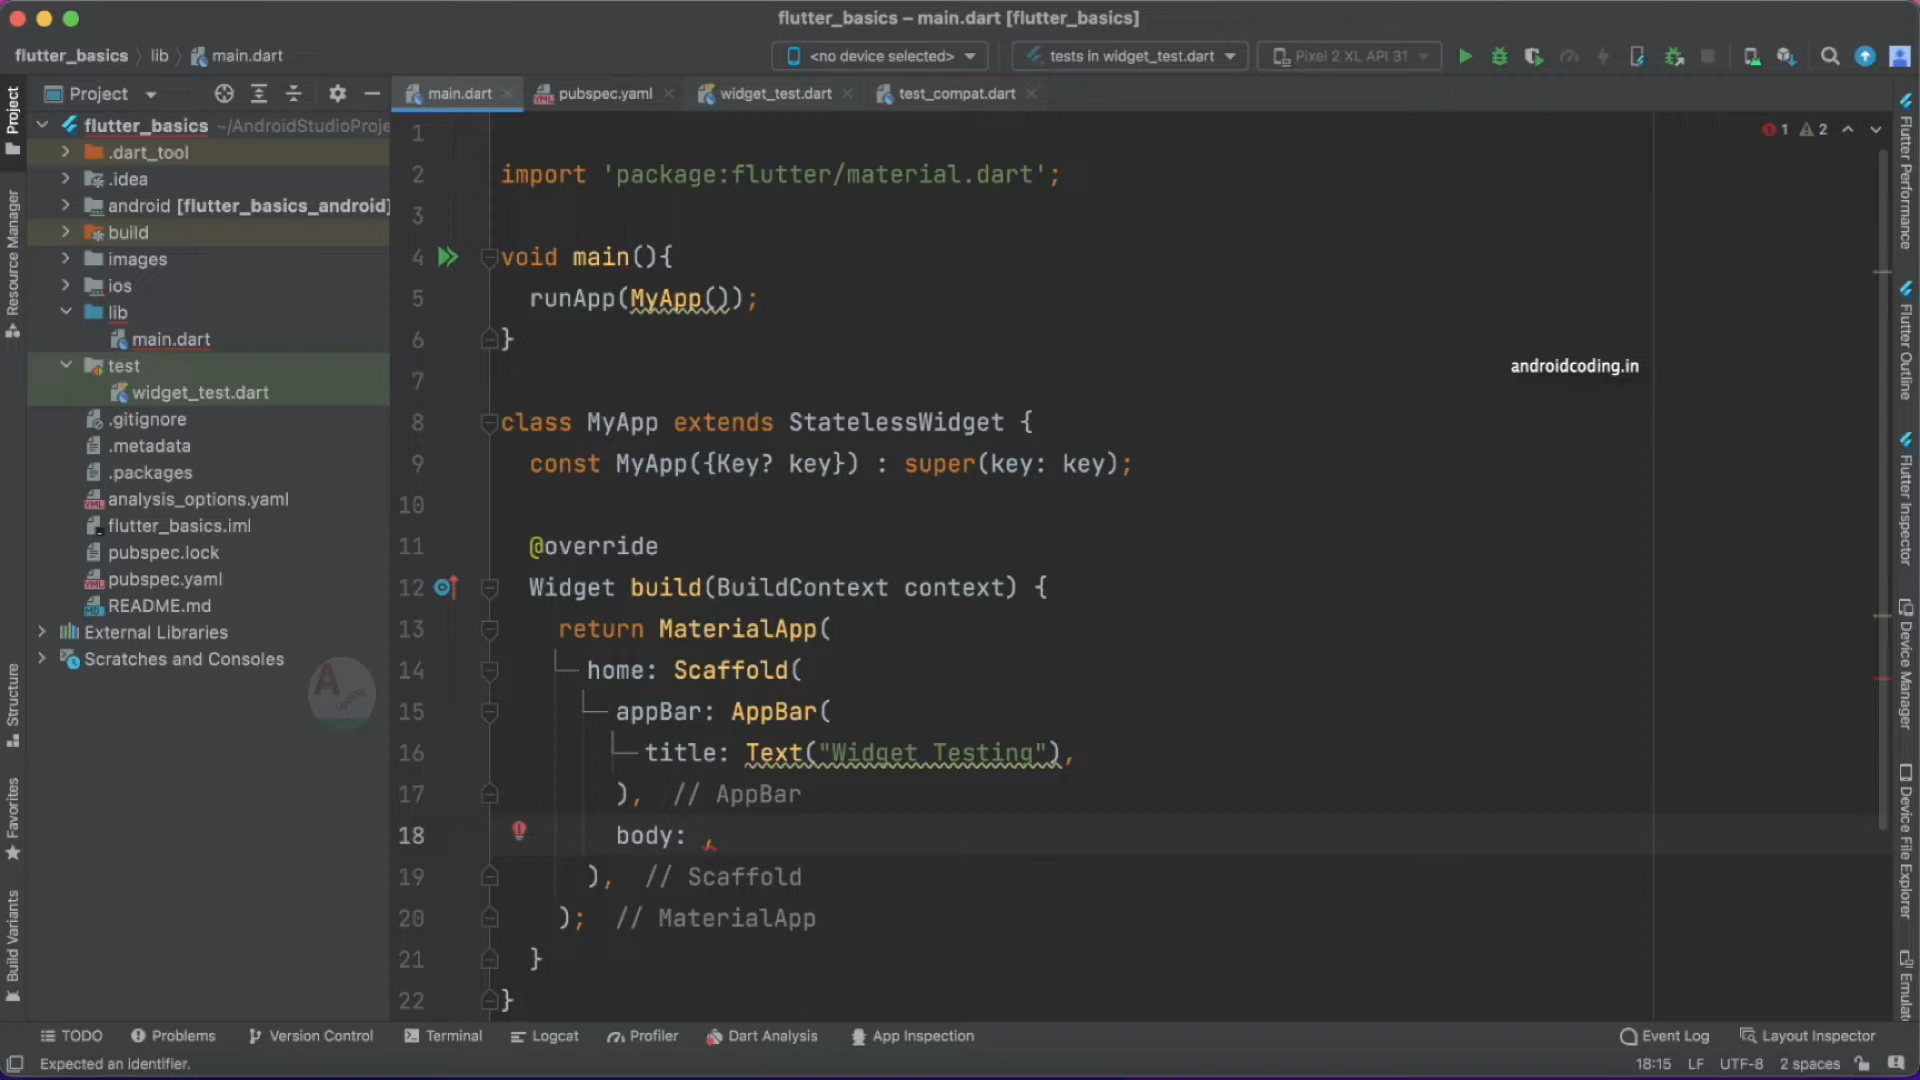 flutter_basics – main.dart [flutter_basics]
flutter_basics lib main.dart
<no device selected> tests in widget_test.dart Pixel 2 XL API 31
Project
main.dart pubspec.yaml widget_test.dart test_compat.dart
flutter_basics ~/AndroidStudioProje
.dart_tool
.idea
android [flutter_basics_android]
build
images
ios
lib
main.dart
test
widget_test.dart
.gitignore
.metadata
.packages
analysis_options.yaml
flutter_basics.iml
pubspec.lock
pubspec.yaml
README.md
External Libraries
Scratches and Consoles
Project
Resource Manager
Structure
Favorites
Build Variants
1 2
1
2 import 'package:flutter/material.dart';
3
4 void main(){
5 runApp(MyApp());
6 }
7
8 class MyApp extends StatelessWidget {
9 const MyApp({Key? key}) : super(key: key);
10
11 @override
12 Widget build(BuildContext context) {
13 return MaterialApp(
14 home: Scaffold(
15 appBar: AppBar(
16 title: Text("Widget Testing"),
17 ), // AppBar
18 body: ,
19 ), // Scaffold
20 ); // MaterialApp
21 }
22 }
androidcoding.in
A
Flutter Performance
Flutter Outline
Flutter Inspector
Device Manager
Device File Explorer
Emulat
TODO Problems Version Control Terminal Logcat Profiler Dart Analysis App Inspection Event Log Layout Inspector
Expected an identifier. 18:15 LF UTF-8 2 spaces